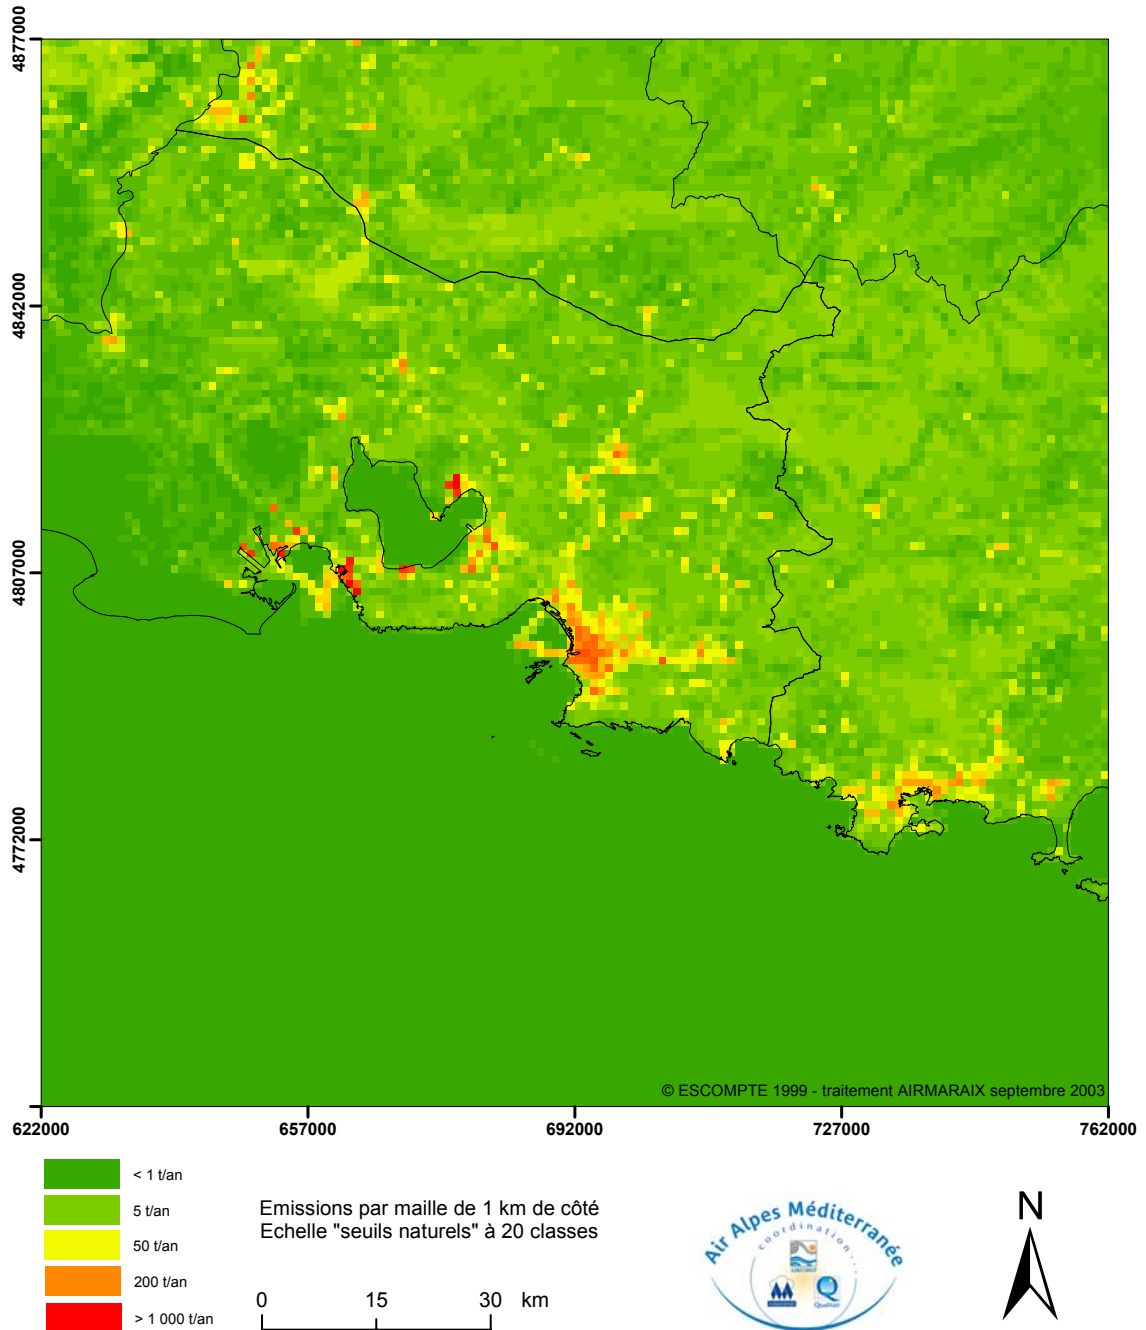 4877000
4842000
4807000
4772000
© ESCOMPTE 1999 - traitement AIRMARAIX septembre 2003
622000 657000 692000 727000 762000
< 1 t/an
5 t/an
50 t/an
200 t/an
> 1 000 t/an
Emissions par maille de 1 km de côté
Echelle "seuils naturels" à 20 classes
0 15 30 km
Air Alpes Méditerranée
coordination...
Qualitair
N